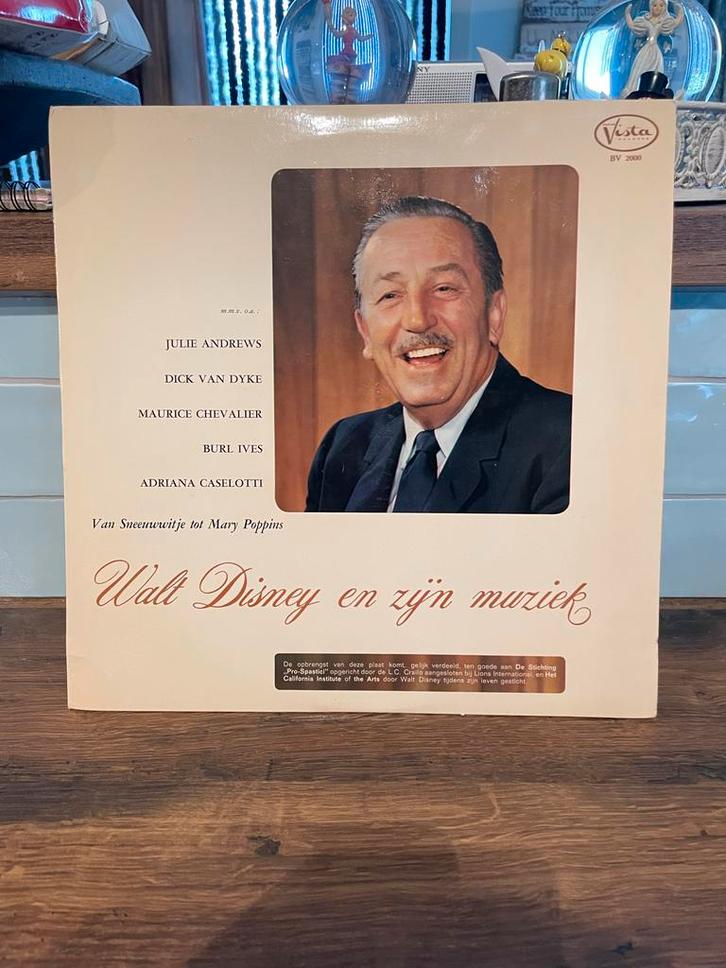 NY
Vista
BV 2000
m.m.v. o.a. :
JULIE ANDREWS
DICK VAN DYKE
MAURICE CHEVALIER
BURL IVES
ADRIANA CASELOTTI
Van Sneeuwwitje tot Mary Poppins
Walt Disney en zijn muziek
De opbrengst van deze plaat komt, gelijk verdeeld, ten goede aan De Stichting
„Pro-Spastici" opgericht door de L.C. Crailo aangesloten bij Lions International, en Het
California Institute of the Arts door Walt Disney tijdens zijn leven gesticht.